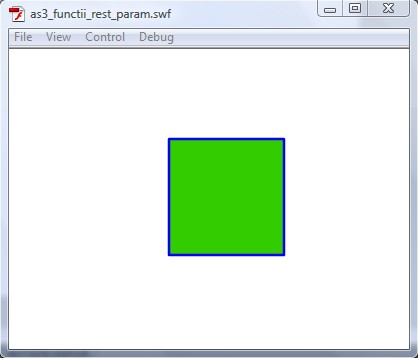 as3_functii_rest_param.swf
File View Control Debug